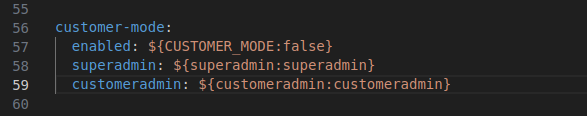 55
56 customer-mode:
57   enabled: ${CUSTOMER_MODE:false}
58   superadmin: ${superadmin:superadmin}
59   customeradmin: ${customeradmin:customeradmin}
60